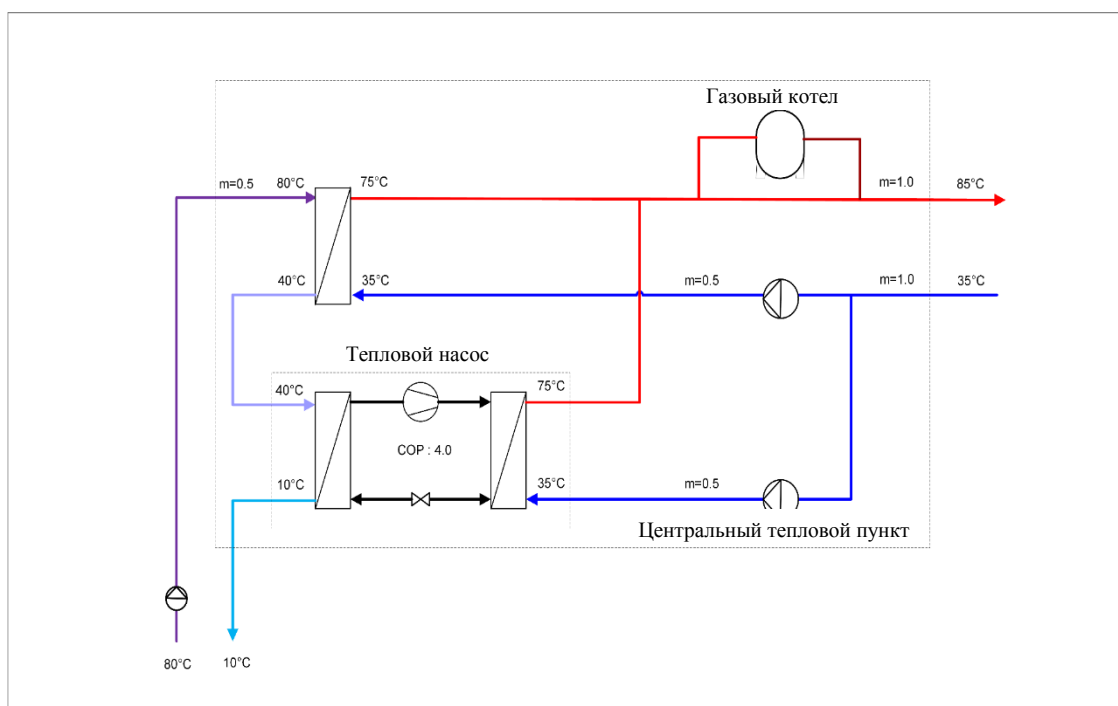 Газовый котел
m=0.5 80°C 75°C m=1.0 85°C
40°C 35°C m=0.5 m=1.0 35°C
Тепловой насос
40°C 75°C
COP : 4.0
10°C 35°C m=0.5
Центральный тепловой пункт
80°C 10°C